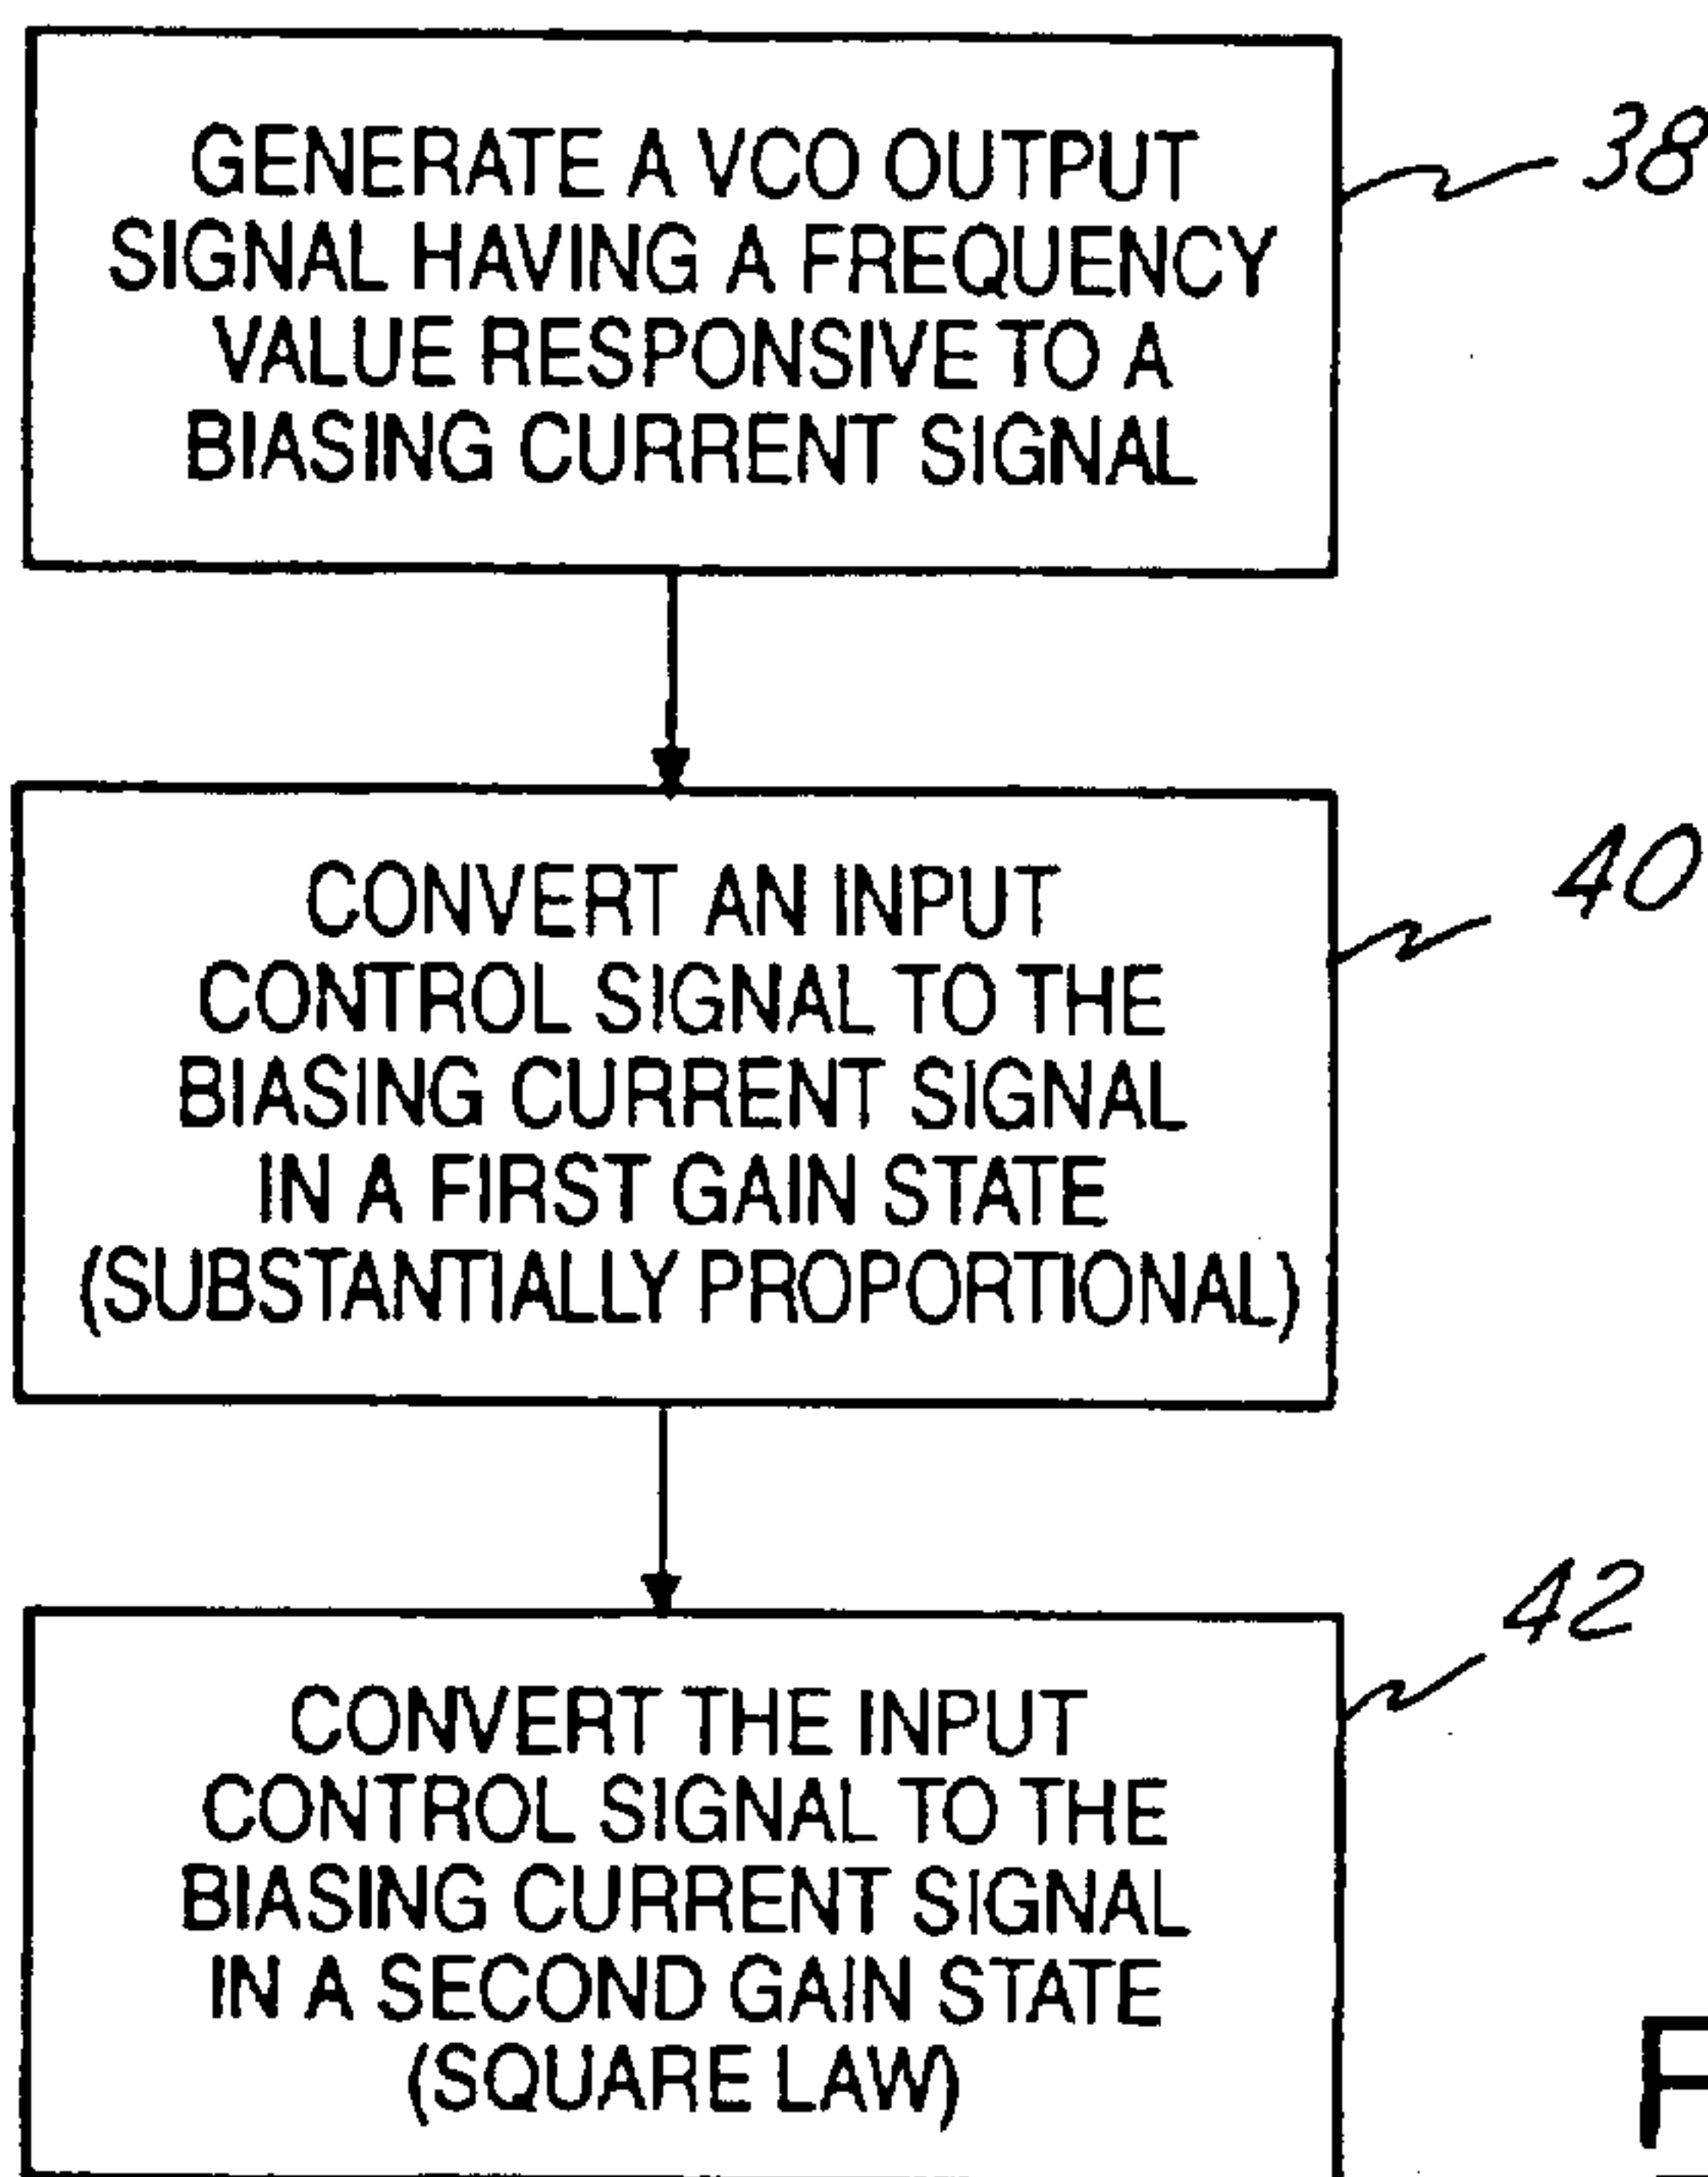 GENERATE A VCO OUTPUT
SIGNAL HAVING A FREQUENCY
VALUE RESPONSIVE TO A
BIASING CURRENT SIGNAL
38
CONVERT AN INPUT
CONTROL SIGNAL TO THE
BIASING CURRENT SIGNAL
IN A FIRST GAIN STATE
(SUBSTANTIALLY PROPORTIONAL)
40
CONVERT THE INPUT
CONTROL SIGNAL TO THE
BIASING CURRENT SIGNAL
IN A SECOND GAIN STATE
(SQUARE LAW)
42